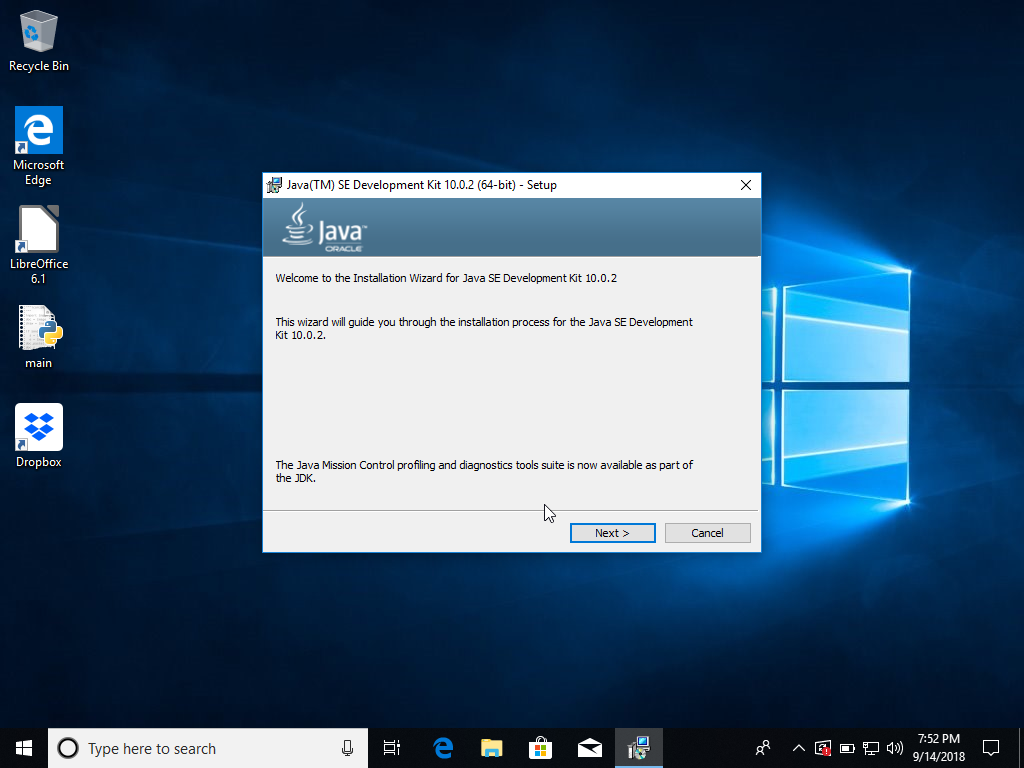 Recycle Bin
Microsoft
Edge
LibreOffice
6.1
main
Dropbox
Java(TM) SE Development Kit 10.0.2 (64-bit) - Setup
Java™
ORACLE
Welcome to the Installation Wizard for Java SE Development Kit 10.0.2
This wizard will guide you through the installation process for the Java SE Development
Kit 10.0.2.
The Java Mission Control profiling and diagnostics tools suite is now available as part of
the JDK.
Next >
Cancel
Type here to search
7:52 PM
9/14/2018